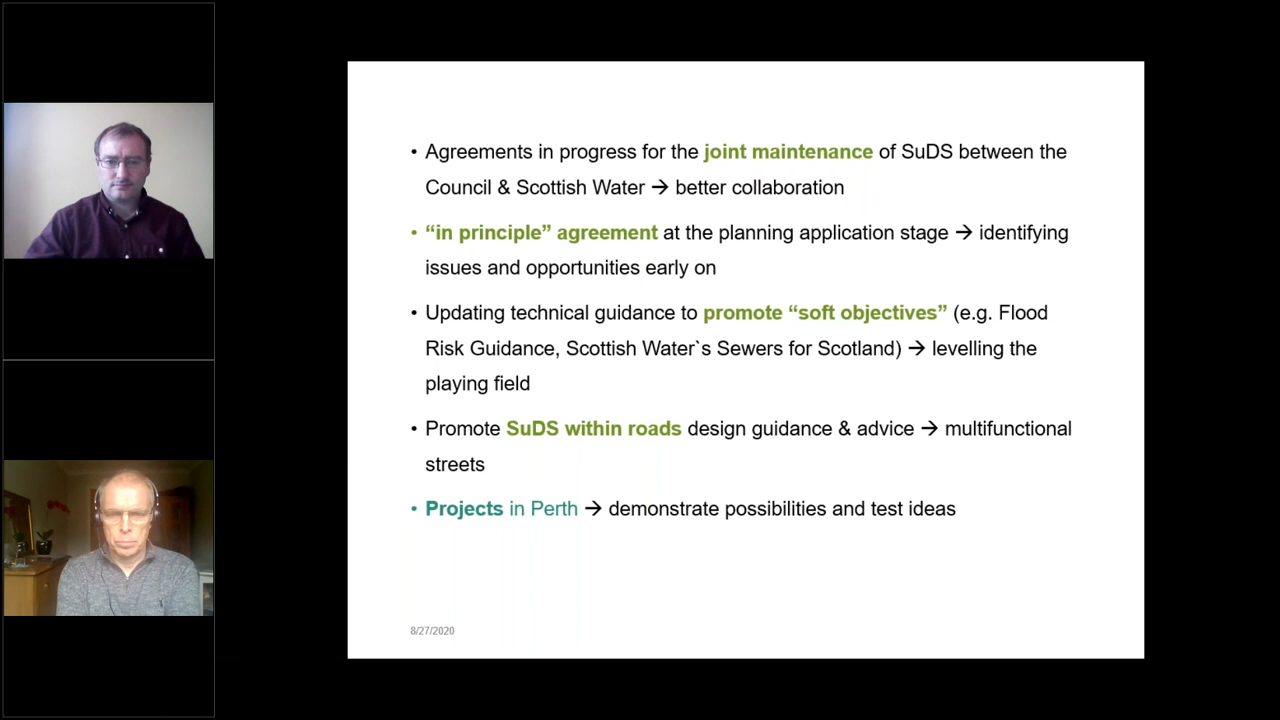 • Agreements in progress for the joint maintenance of SuDS between the
Council & Scottish Water → better collaboration
• “in principle” agreement at the planning application stage → identifying
issues and opportunities early on
• Updating technical guidance to promote “soft objectives” (e.g. Flood
Risk Guidance, Scottish Water`s Sewers for Scotland) → levelling the
playing field
• Promote SuDS within roads design guidance & advice → multifunctional
streets
• Projects in Perth → demonstrate possibilities and test ideas
8/27/2020